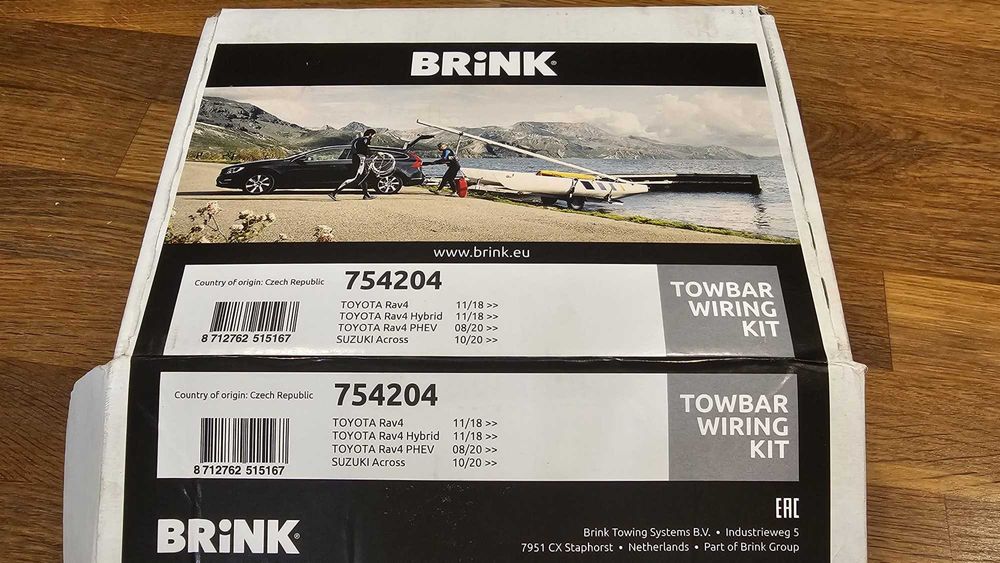 BRiNK®
www.brink.eu
Country of origin: Czech Republic
754204
TOWBAR
WIRING
KIT
TOYOTA Rav4 11/18 >>
TOYOTA Rav4 Hybrid 11/18 >>
TOYOTA Rav4 PHEV 08/20 >>
SUZUKI Across 10/20 >>
8 712762 515167
Country of origin: Czech Republic
754204
TOWBAR
WIRING
KIT
TOYOTA Rav4 11/18 >>
TOYOTA Rav4 Hybrid 11/18 >>
TOYOTA Rav4 PHEV 08/20 >>
SUZUKI Across 10/20 >>
8 712762 515167
EAC
BRiNK®
Brink Towing Systems B.V. • Industrieweg 5
7951 CX Staphorst • Netherlands • Part of Brink Group